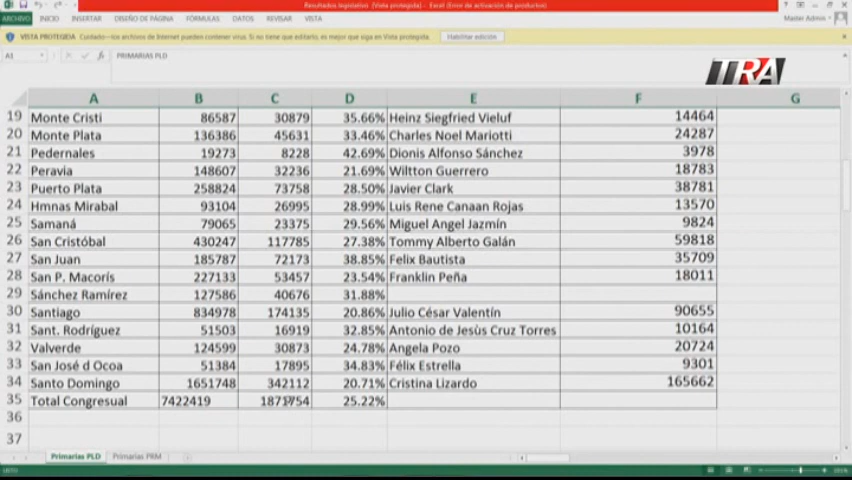 Resultados legislativo (Vista protegida) - Excel (Error de activación de productos)
ARCHIVO INICIO INSERTAR DISEÑO DE PÁGINA FÓRMULAS DATOS REVISAR VISTA Master Admin
VISTA PROTEGIDA Cuidado—los archivos de Internet pueden contener virus. Si no tiene que editarlo, es mejor que siga en Vista protegida. Habilitar edición
A1 fx PRIMARIAS PLD
TRA
A B C D E F G
19 Monte Cristi 86587 30879 35.66% Heinz Siegfried Vieluf 14464
20 Monte Plata 136386 45631 33.46% Charles Noel Mariotti 24287
21 Pedernales 19273 8228 42.69% Dionis Alfonso Sánchez 3978
22 Peravia 148607 32236 21.69% Wiltton Guerrero 18783
23 Puerto Plata 258824 73758 28.50% Javier Clark 38781
24 Hmnas Mirabal 93104 26995 28.99% Luis Rene Canaan Rojas 13570
25 Samaná 79065 23375 29.56% Miguel Angel Jazmín 9824
26 San Cristóbal 430247 117785 27.38% Tommy Alberto Galán 59818
27 San Juan 185787 72173 38.85% Felix Bautista 35709
28 San P. Macorís 227133 53457 23.54% Franklin Peña 18011
29 Sánchez Ramírez 127586 40676 31.88%
30 Santiago 834978 174135 20.86% Julio César Valentín 90655
31 Sant. Rodríguez 51503 16919 32.85% Antonio de Jesùs Cruz Torres 10164
32 Valverde 124599 30873 24.78% Angela Pozo 20724
33 San José d Ocoa 51384 17895 34.83% Félix Estrella 9301
34 Santo Domingo 1651748 342112 20.71% Cristina Lizardo 165662
35 Total Congresual 7422419 1871754 25.22%
36
37
Primarias PLD Primarias PRM
LISTO